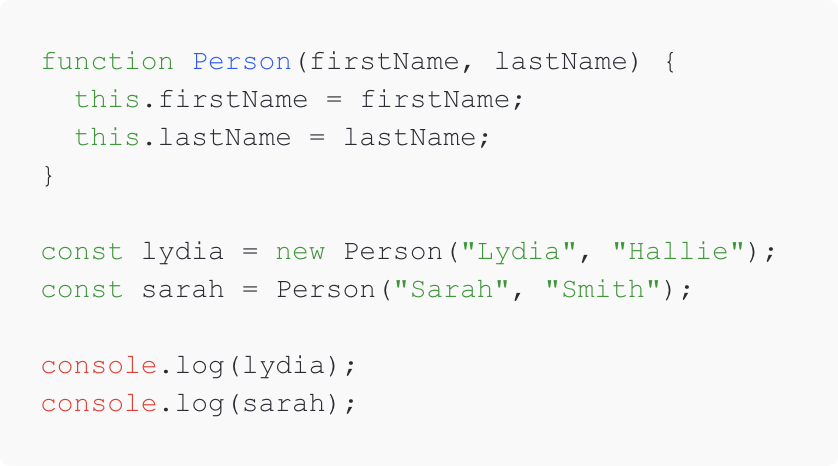 function Person(firstName, lastName) {
  this.firstName = firstName;
  this.lastName = lastName;
}

const lydia = new Person("Lydia", "Hallie");
const sarah = Person("Sarah", "Smith");

console.log(lydia);
console.log(sarah);